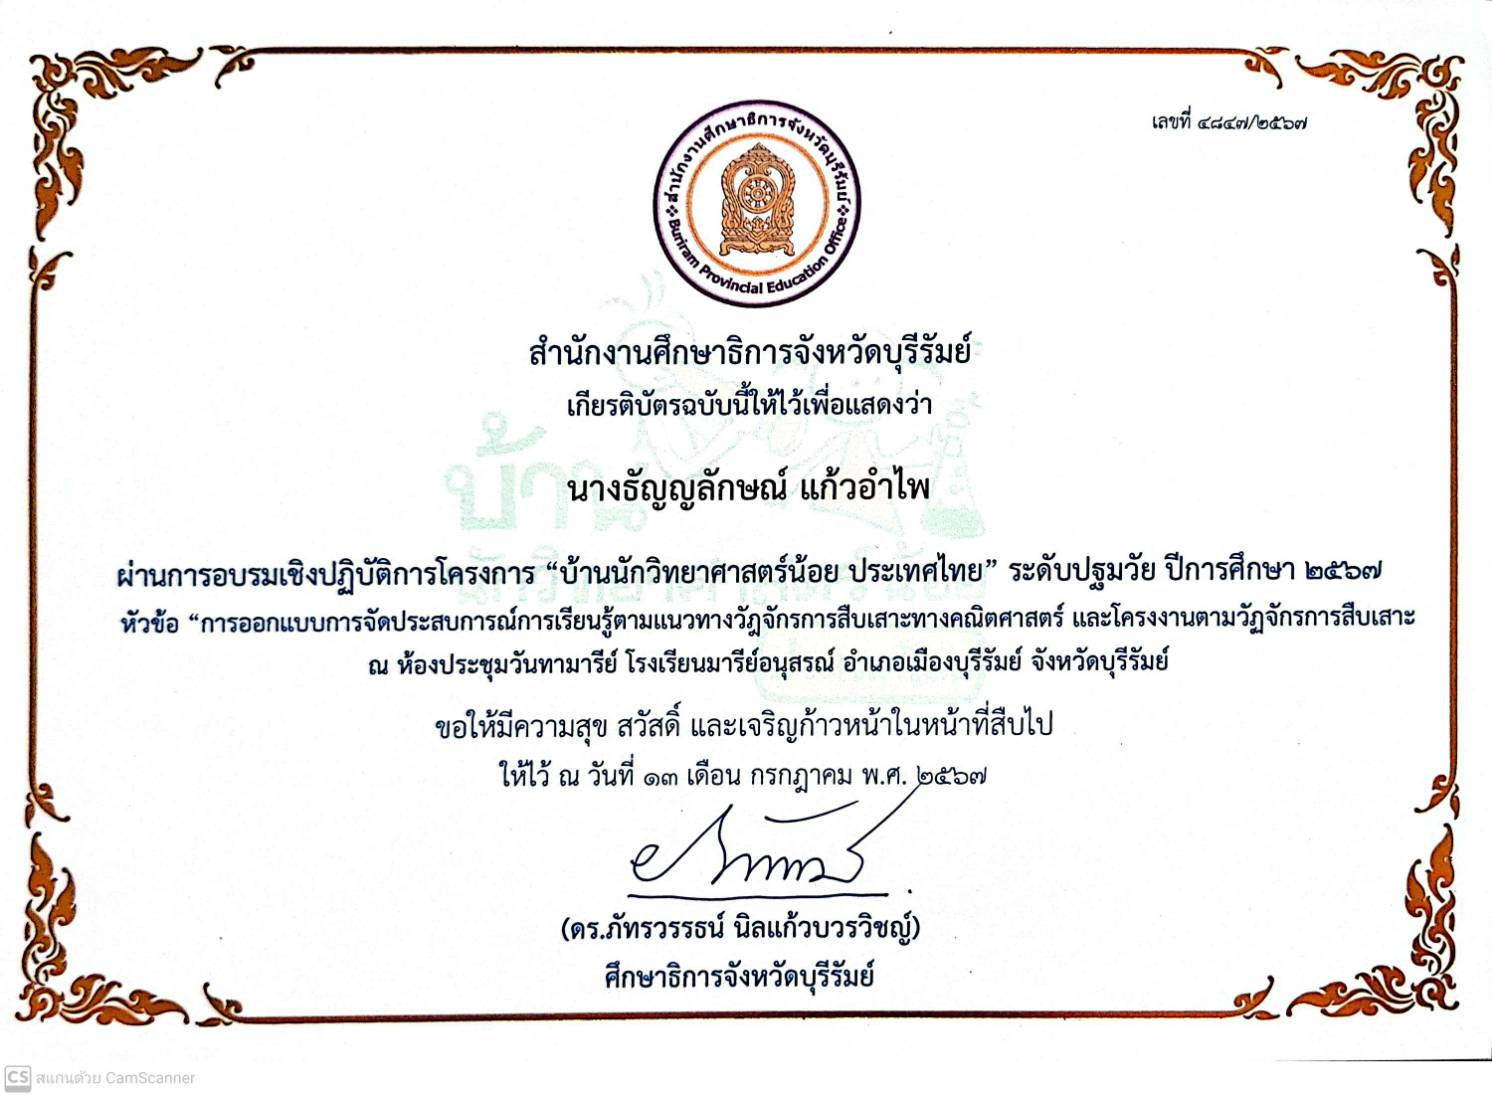 เลขที่ ๔๘๔๗/๒๕๖๗
สำนักงานศึกษาธิการจังหวัดบุรีรัมย์
Buriram Provincial Education Office
สำนักงานศึกษาธิการจังหวัดบุรีรัมย์
เกียรติบัตรฉบับนี้ให้ไว้เพื่อแสดงว่า
บ้าน
นางธัญญลักษณ์ แก้วอำไพ
ผ่านการอบรมเชิงปฏิบัติการโครงการ “บ้านนักวิทยาศาสตร์น้อย ประเทศไทย” ระดับปฐมวัย ปีการศึกษา ๒๕๖๗
นักวิทยาศาสตร์น้อย
หัวข้อ “การออกแบบการจัดประสบการณ์การเรียนรู้ตามแนวทางวัฎจักรการสืบเสาะทางคณิตศาสตร์ และโครงงานตามวัฏจักรการสืบเสาะ
ณ ห้องประชุมวันทามารีย์ โรงเรียนมารีย์อนุสรณ์ อำเภอเมืองบุรีรัมย์ จังหวัดบุรีรัมย์
ขอให้มีความสุข สวัสดิ์ และเจริญก้าวหน้าในหน้าที่สืบไป
ให้ไว้ ณ วันที่ ๑๓ เดือน กรกฎาคม พ.ศ. ๒๕๖๗
(ดร.ภัทรวรรธน์ นิลแก้วบวรวิชญ์)
ศึกษาธิการจังหวัดบุรีรัมย์
CS สแกนด้วย CamScanner